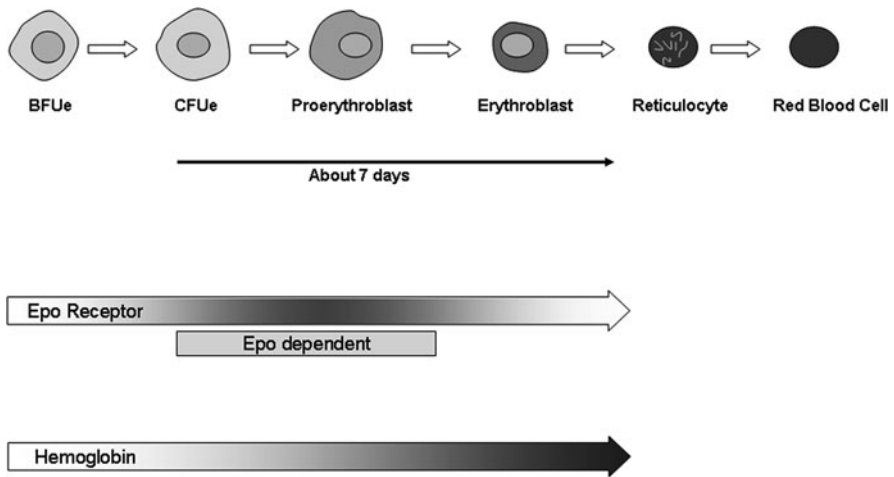 BFUe CFUe Proerythroblast Erythroblast Reticulocyte Red Blood Cell
About 7 days
Epo Receptor
Epo dependent
Hemoglobin